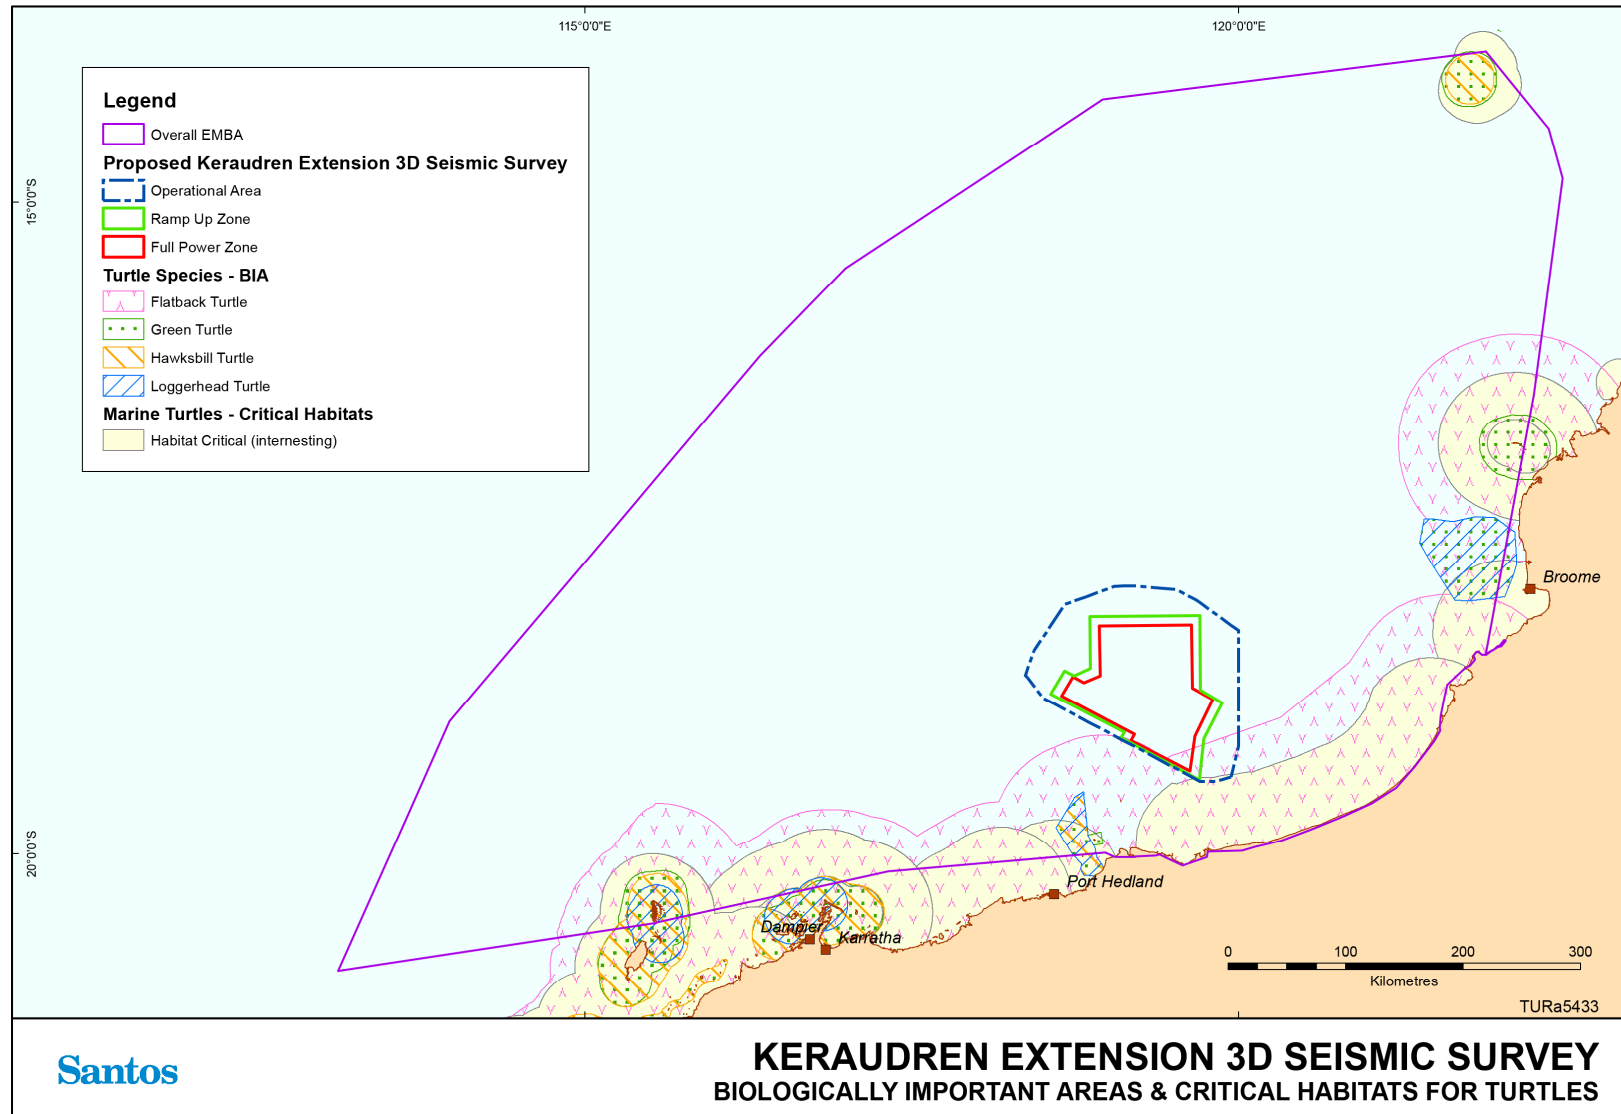 115°0'0"E
120°0'0"E
15°0'0"S
20°0'0"S
Legend
Overall EMBA
Proposed Keraudren Extension 3D Seismic Survey
Operational Area
Ramp Up Zone
Full Power Zone
Turtle Species - BIA
Flatback Turtle
Green Turtle
Hawksbill Turtle
Loggerhead Turtle
Marine Turtles - Critical Habitats
Habitat Critical (internesting)
Broome
Port Hedland
Dampier
Karratha
0 100 200 300
Kilometres
TURa5433
Santos
KERAUDREN EXTENSION 3D SEISMIC SURVEY
BIOLOGICALLY IMPORTANT AREAS & CRITICAL HABITATS FOR TURTLES